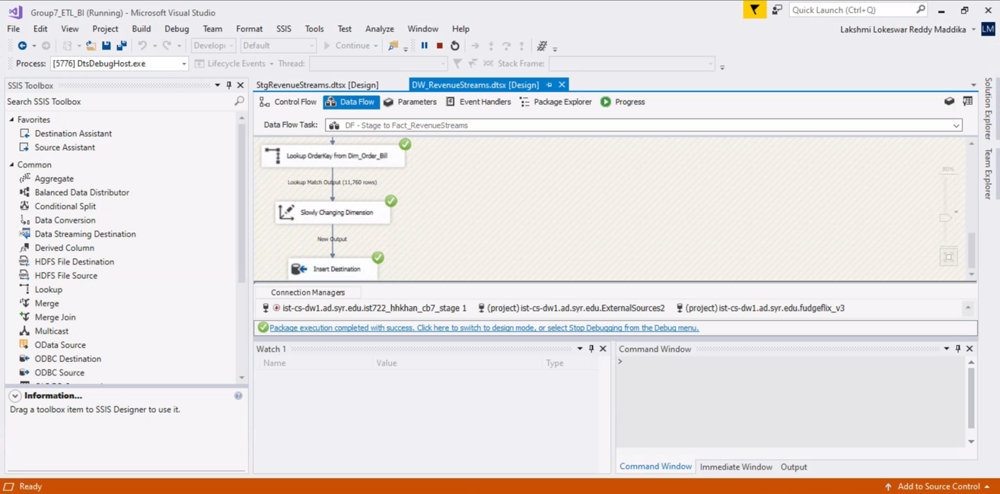 Group7_ETL_BI (Running) - Microsoft Visual Studio
Quick Launch (Ctrl+Q)
File Edit View Project Build Debug Team Format SSIS Tools Test Analyze Window Help
Lakshmi Lokeswar Reddy Maddika LM
Develop Default Continue
Process: [5776] DtsDebugHost.exe Lifecycle Events Thread: Stack Frame:
SSIS Toolbox
Search SSIS Toolbox
Favorites
Destination Assistant
Source Assistant
Common
Aggregate
Balanced Data Distributor
Conditional Split
Data Conversion
Data Streaming Destination
Derived Column
HDFS File Destination
HDFS File Source
Lookup
Merge
Merge Join
Multicast
OData Source
ODBC Destination
ODBC Source
Information...
Drag a toolbox item to SSIS Designer to use it.
StgRevenueStreams.dtsx [Design] DW_RevenueStreams.dtsx [Design]
Control Flow Data Flow Parameters Event Handlers Package Explorer Progress
Data Flow Task: DF - Stage to Fact_RevenueStreams
Lookup OrderKey from Dim_Order_Bill
Lookup Match Output (11,760 rows)
Slowly Changing Dimension
New Output
Insert Destination
80%
Connection Managers
ist-cs-dw1.ad.syr.edu.ist722_hhkhan_cb7_stage 1 (project) ist-cs-dw1.ad.syr.edu.ExternalSources2 (project) ist-cs-dw1.ad.syr.edu.fudgeflix_v3
Package execution completed with success. Click here to switch to design mode, or select Stop Debugging from the Debug menu.
Watch 1
Name Value Type
Command Window
>
Command Window Immediate Window Output
Solution Explorer
Team Explorer
Ready
Add to Source Control